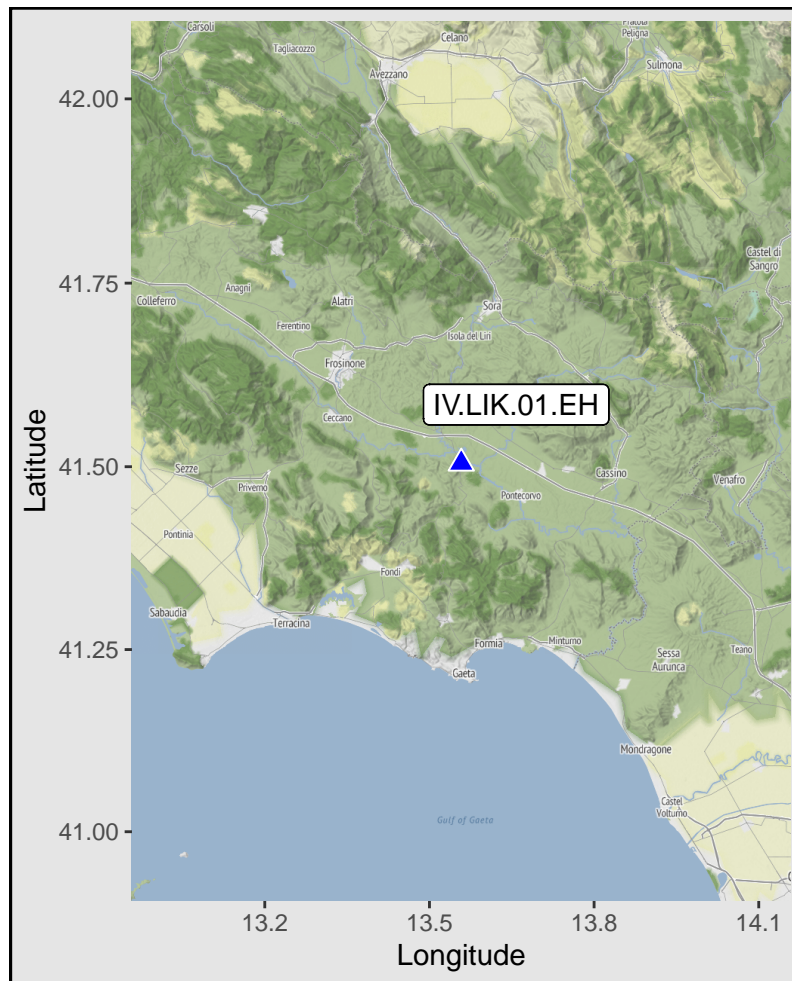 Carsoli
Celano
Pratola
Peligna
Tagliacozzo
Avezzano
Sulmona
42.00
Castel di
Sangro
41.75
Anagni
Colleferro
Alatri
Sora
Ferentino
Isola del Liri
Frosinone
IV.LIK.01.EH
Ceccano
41.50
Latitude
Sezze
Priverno
Cassino
Venafro
Pontecorvo
Pontinia
Fondi
Sabaudia
Terracina
41.25
Formia
Minturno
Sessa
Aurunca
Teano
Gaeta
Mondragone
Castel
Volturno
41.00
Gulf of Gaeta
13.2
13.5
13.8
14.1
Longitude